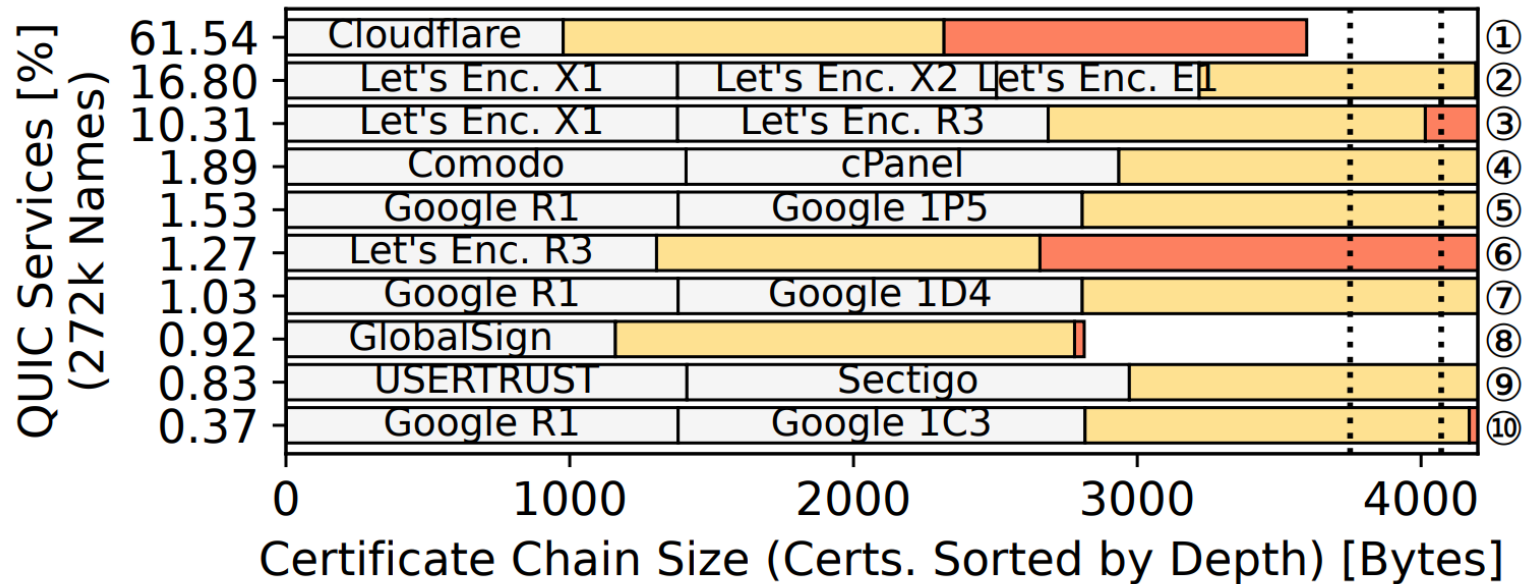 QUIC Services [%]
(272k Names)
61.54 Cloudflare ①
16.80 Let's Enc. X1 Let's Enc. X2 Let's Enc. E1 ②
10.31 Let's Enc. X1 Let's Enc. R3 ③
1.89 Comodo cPanel ④
1.53 Google R1 Google 1P5 ⑤
1.27 Let's Enc. R3 ⑥
1.03 Google R1 Google 1D4 ⑦
0.92 GlobalSign ⑧
0.83 USERTRUST Sectigo ⑨
0.37 Google R1 Google 1C3 ⑩
0 1000 2000 3000 4000
Certificate Chain Size (Certs. Sorted by Depth) [Bytes]